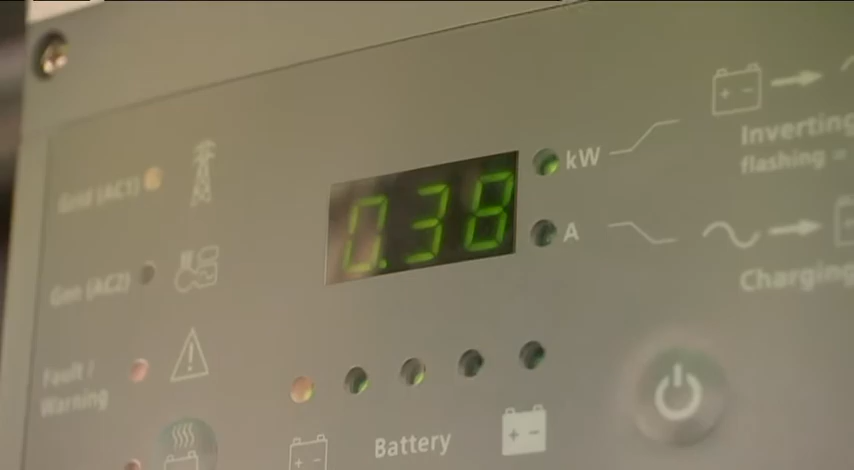 Grid (AC1)
Gen (AC2)
Fault /
Warning
0.38
kW
A
Inverting
flashing =
Charging
Battery